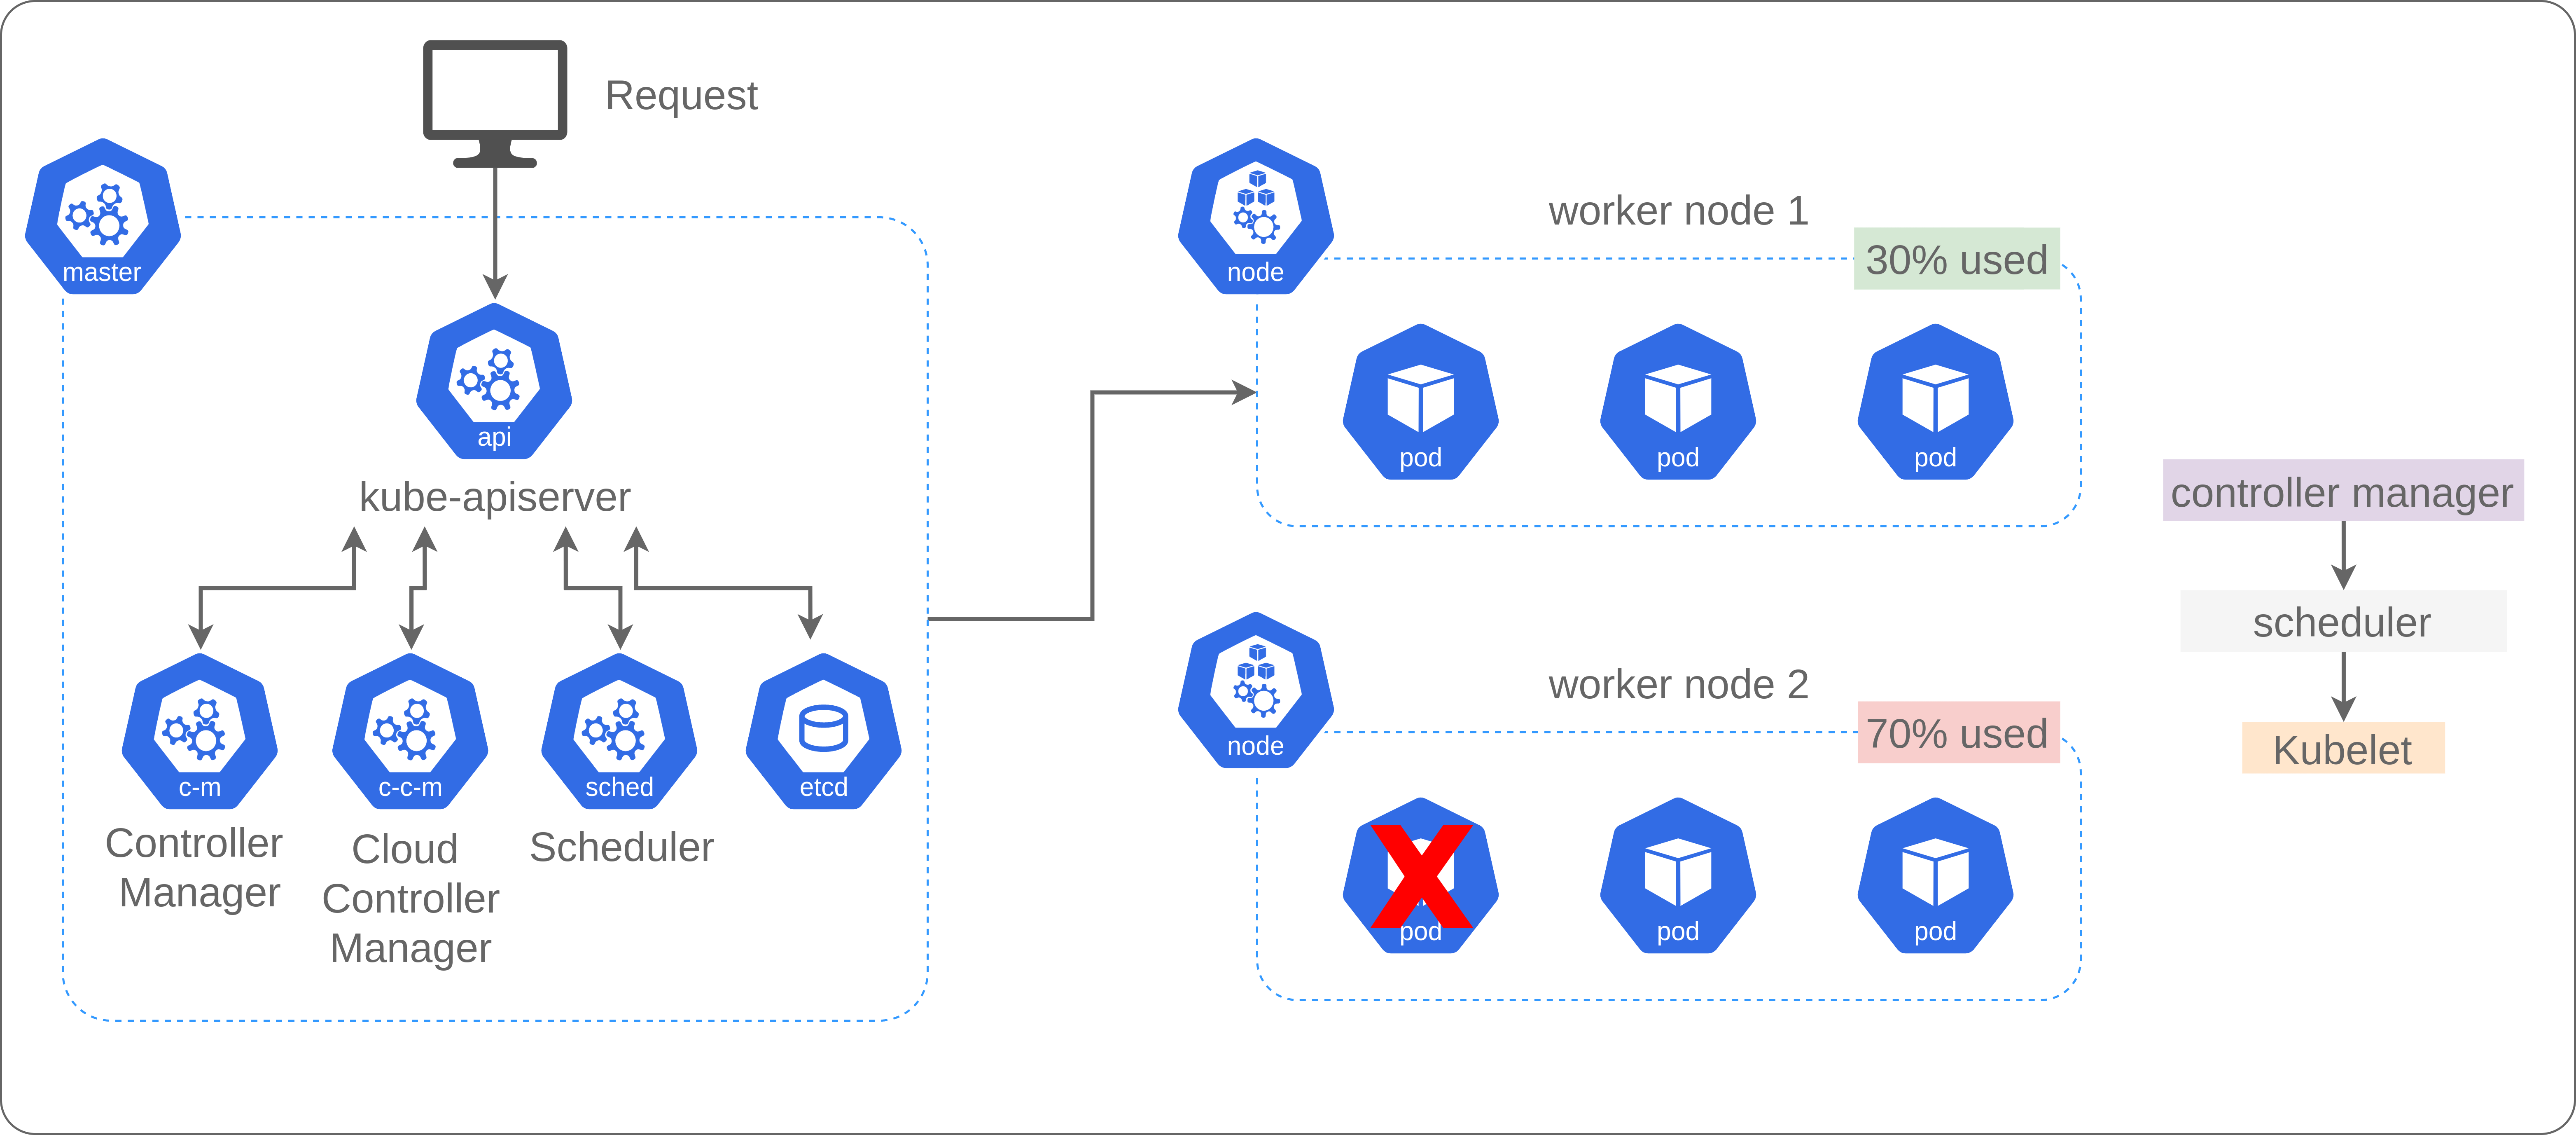 Request
master
api
kube-apiserver
c-m
c-c-m
sched
etcd
Controller
Manager
Cloud
Controller
Manager
Scheduler
node
worker node 1
30% used
pod
pod
pod
node
worker node 2
70% used
pod
pod
pod
controller manager
scheduler
Kubelet